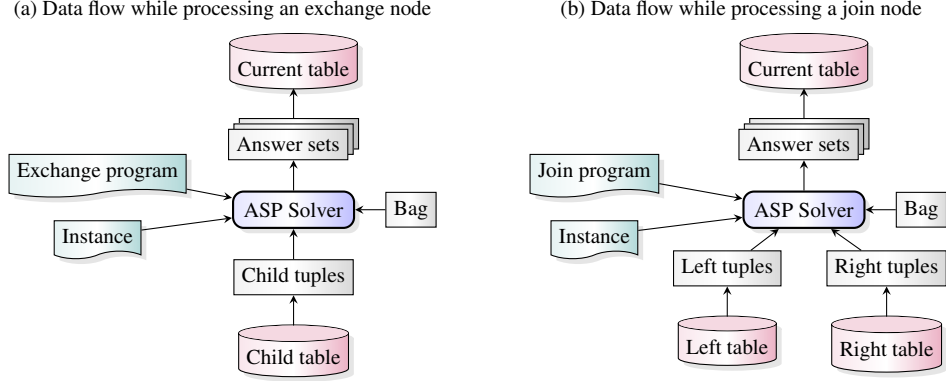 (a) Data flow while processing an exchange node
Current table
Answer sets
Exchange program
ASP Solver
Bag
Instance
Child tuples
Child table
(b) Data flow while processing a join node
Current table
Answer sets
Join program
ASP Solver
Bag
Instance
Left tuples
Right tuples
Left table
Right table